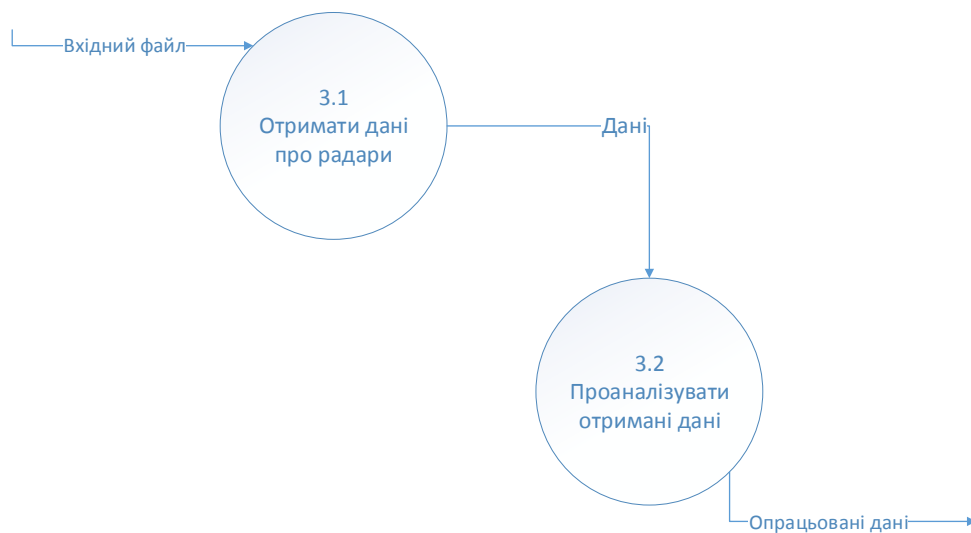 Вхідний файл
3.1
Отримати дані
про радари
Дані
3.2
Проаналізувати
отримані дані
Опрацьовані дані